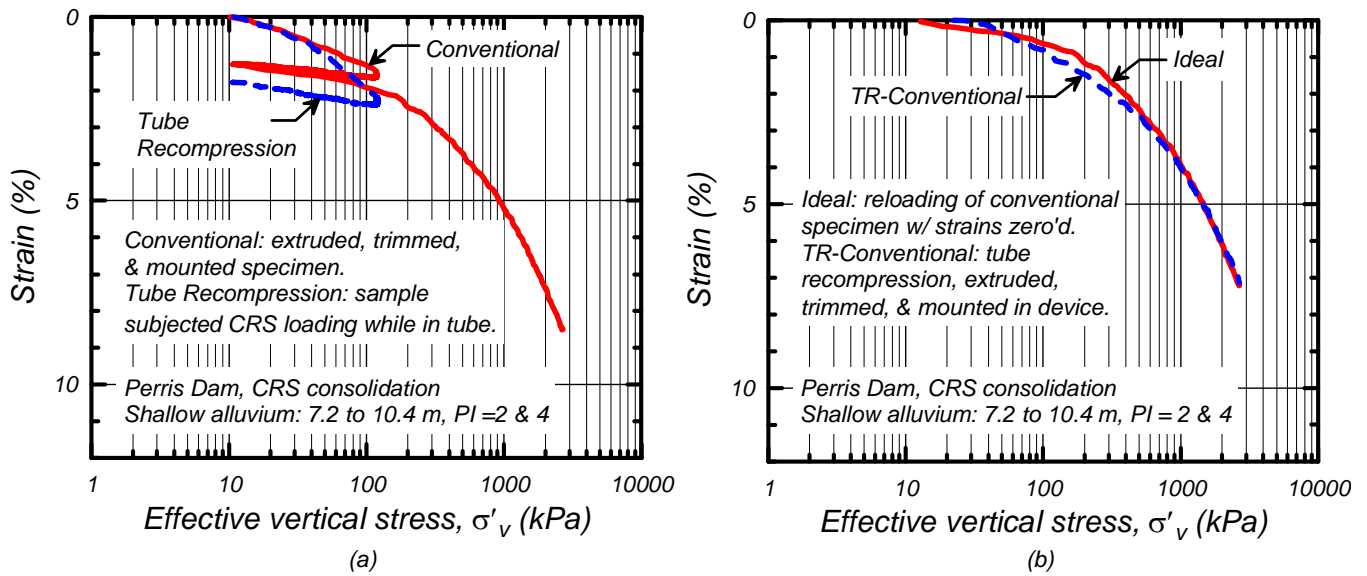 0
5
10
Strain (%)
Conventional
Tube
Recompression
Conventional: extruded, trimmed,
& mounted specimen.
Tube Recompression: sample
subjected CRS loading while in tube.
Perris Dam, CRS consolidation
Shallow alluvium: 7.2 to 10.4 m, PI =2 & 4
1 10 100 1000 10000
Effective vertical stress, σ′v (kPa)
(a)
0
5
10
Strain (%)
Ideal
TR-Conventional
Ideal: reloading of conventional
specimen w/ strains zero'd.
TR-Conventional: tube
recompression, extruded,
trimmed, & mounted in device.
Perris Dam, CRS consolidation
Shallow alluvium: 7.2 to 10.4 m, PI = 2 & 4
1 10 100 1000 10000
Effective vertical stress, σ′v (kPa)
(b)